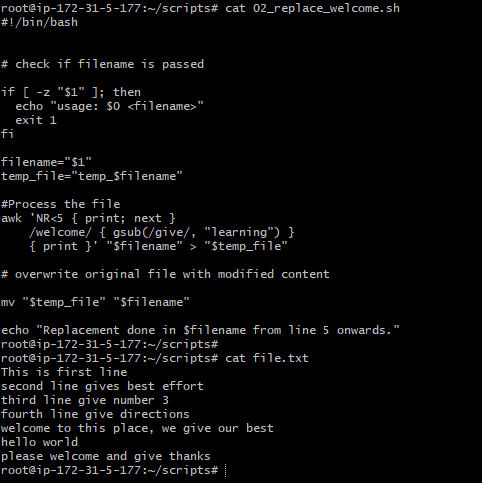 root@ip-172-31-5-177:~/scripts# cat 02_replace_welcome.sh
#!/bin/bash
# check if filename is passed
if [ -z "$1" ]; then
  echo "usage: $0 <filename>"
  exit 1
fi
filename="$1"
temp_file="temp_$filename"
#Process the file
awk 'NR<5 { print; next }
     /welcome/ { gsub(/give/, "learning") }
     { print }' "$filename" > "$temp_file"
# overwrite original file with modified content
mv "$temp_file" "$filename"
echo "Replacement done in $filename from line 5 onwards."
root@ip-172-31-5-177:~/scripts#
root@ip-172-31-5-177:~/scripts# cat file.txt
This is first line
second line gives best effort
third line give number 3
fourth line give directions
welcome to this place, we give our best
hello world
please welcome and give thanks
root@ip-172-31-5-177:~/scripts#